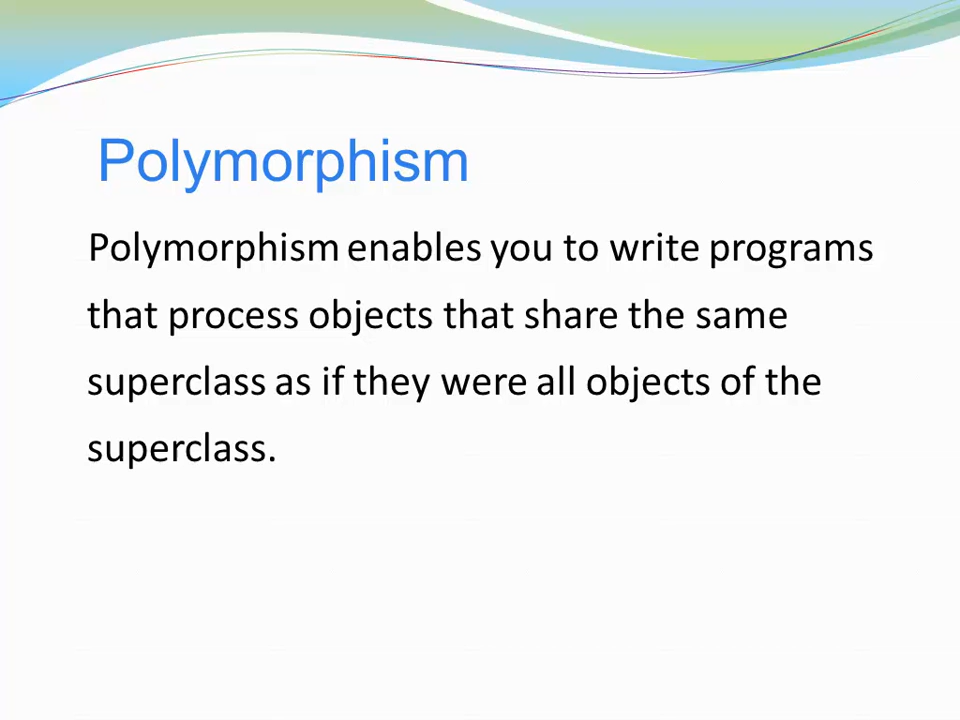 Polymorphism
Polymorphism enables you to write programs
that process objects that share the same
superclass as if they were all objects of the
superclass.